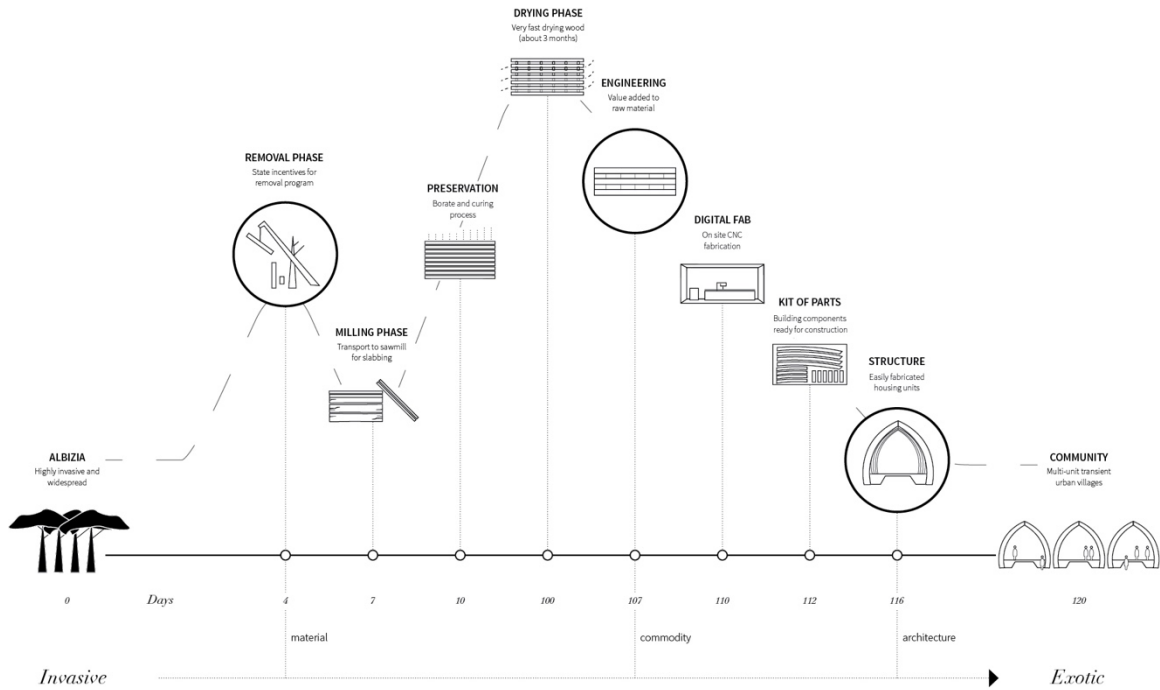 DRYING PHASE
Very fast drying wood
(about 3 months)
ENGINEERING
Value added to
raw material
REMOVAL PHASE
State incentives for
removal program
PRESERVATION
Borate and curing
process
DIGITAL FAB
On site CNC
fabrication
KIT OF PARTS
Building components
ready for construction
MILLING PHASE
Transport to sawmill
for slabbing
STRUCTURE
Easily fabricated
housing units
ALBIZIA
Highly invasive and
widespread
COMMUNITY
Multi-unit transient
urban villages
0 Days 4 7 10 100 107 110 112 116 120
material commodity architecture
Invasive Exotic